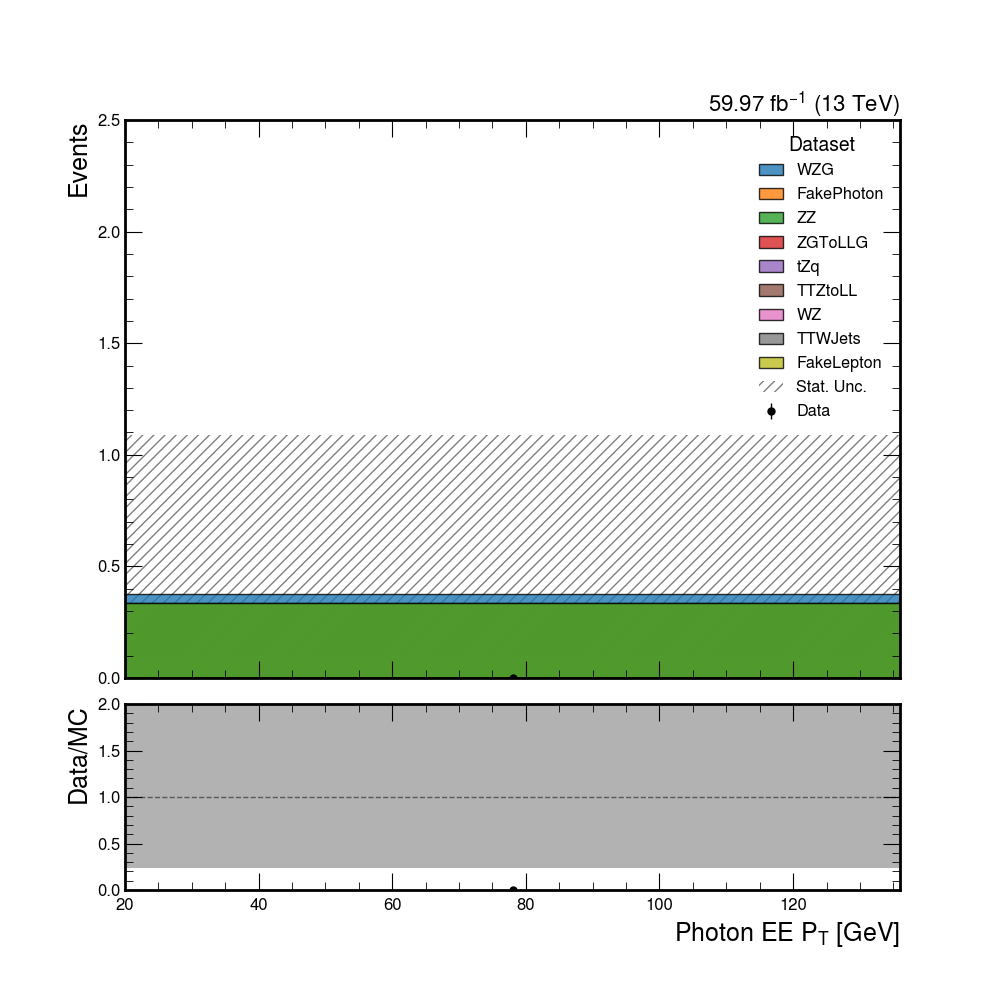 59.97 fb⁻¹ (13 TeV)
Events
2.5
2.0
1.5
1.0
0.5
0.0
Dataset
WZG
FakePhoton
ZZ
ZGToLLG
tZq
TTZtoLL
WZ
TTWJets
FakeLepton
Stat. Unc.
Data
Data/MC
2.0
1.5
1.0
0.5
0.0
20 40 60 80 100 120
Photon EE P_T [GeV]